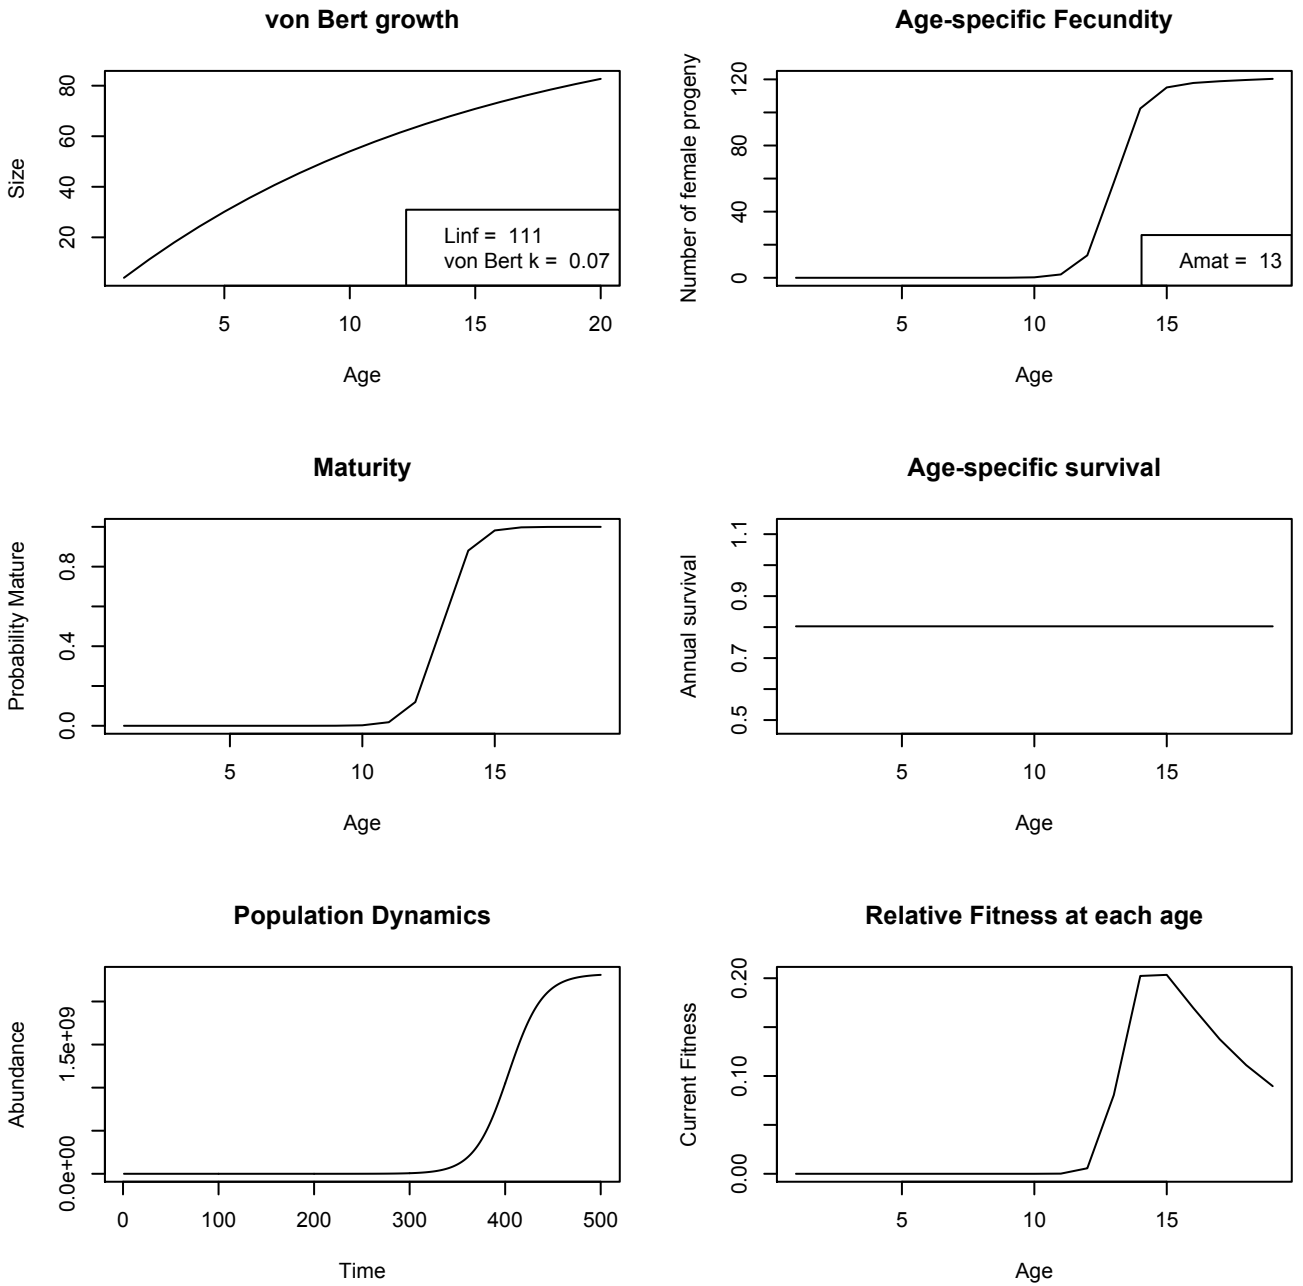 von Bert growth
Size
20
40
60
80
Linf = 111
von Bert k = 0.07
5 10 15 20
Age
Age-specific Fecundity
Number of female progeny
0
40
80
120
Amat = 13
5 10 15
Age
Maturity
Probability Mature
0.0
0.4
0.8
5 10 15
Age
Age-specific survival
Annual survival
0.5
0.7
0.9
1.1
5 10 15
Age
Population Dynamics
Abundance
0.0e+00
1.5e+09
0 100 200 300 400 500
Time
Relative Fitness at each age
Current Fitness
0.00
0.10
0.20
5 10 15
Age